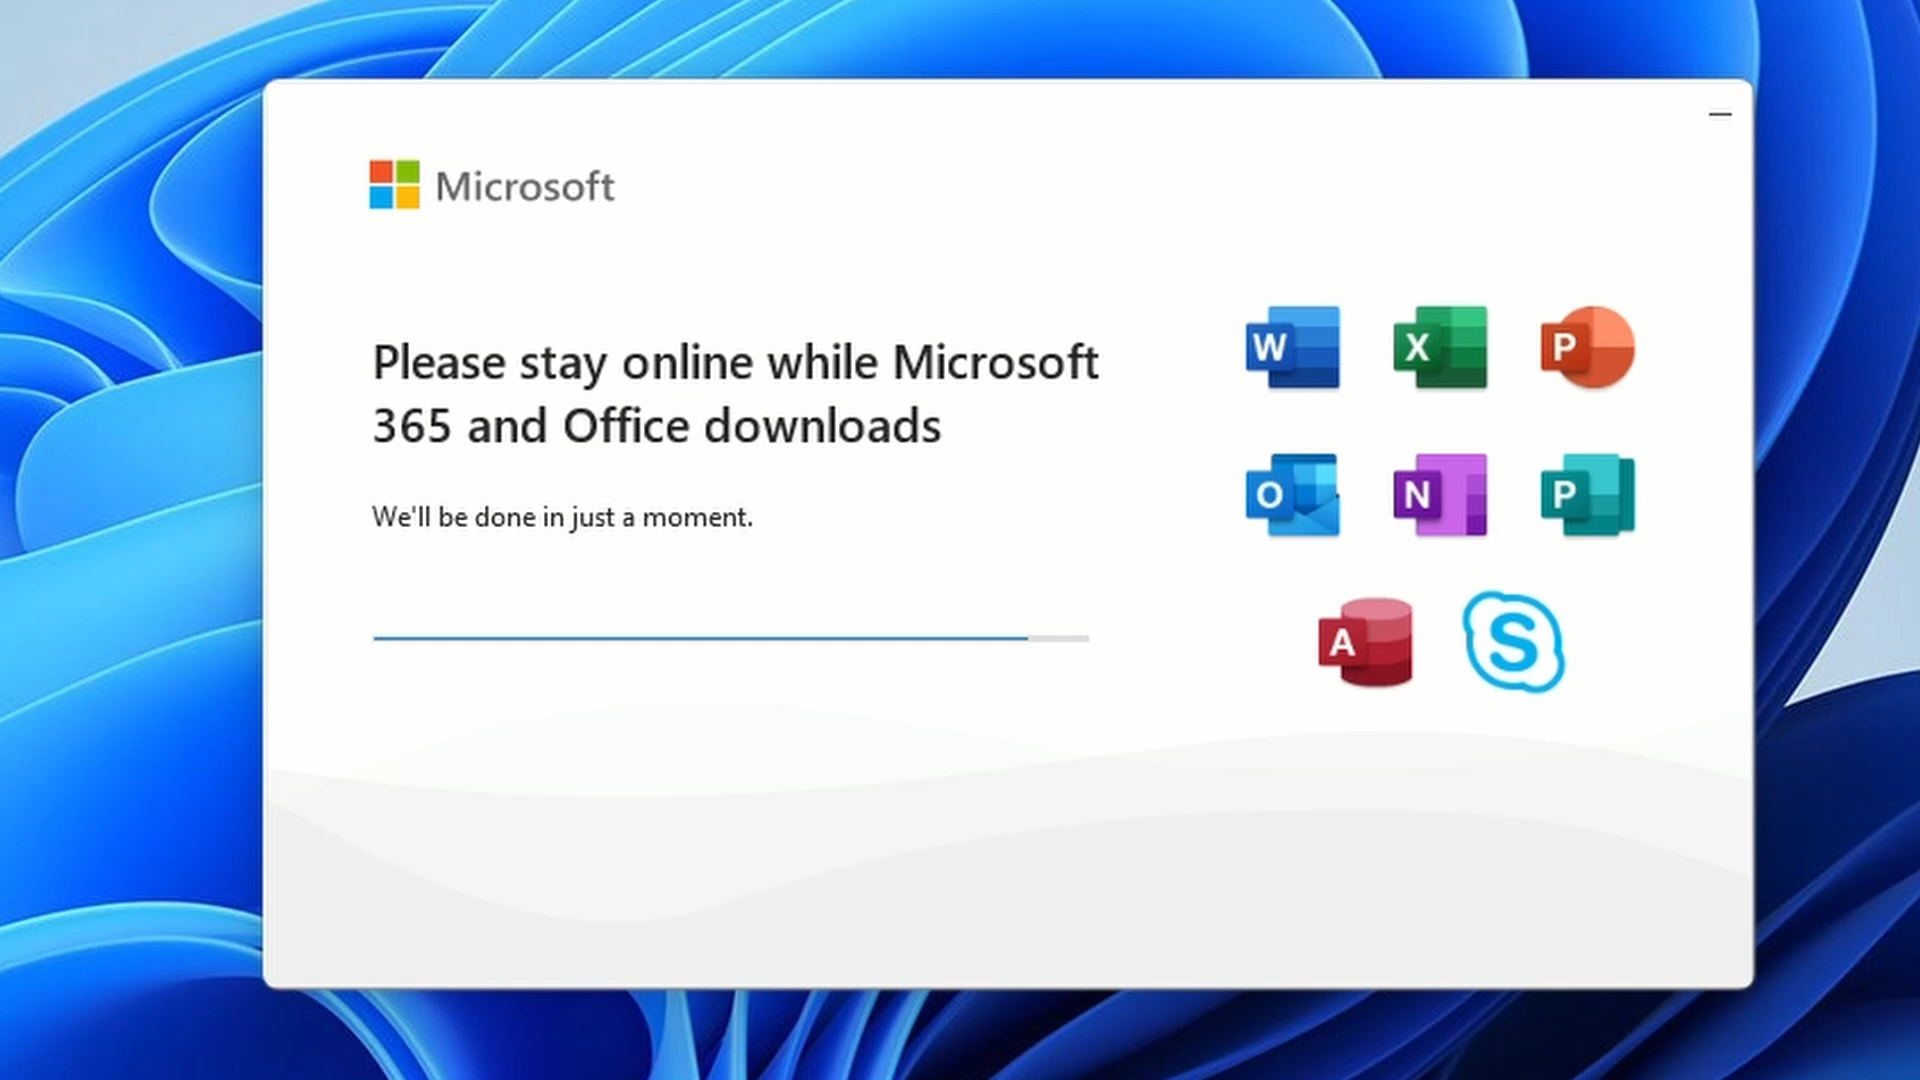 Microsoft
Please stay online while Microsoft
365 and Office downloads
We'll be done in just a moment.
W X P
O N P
A S